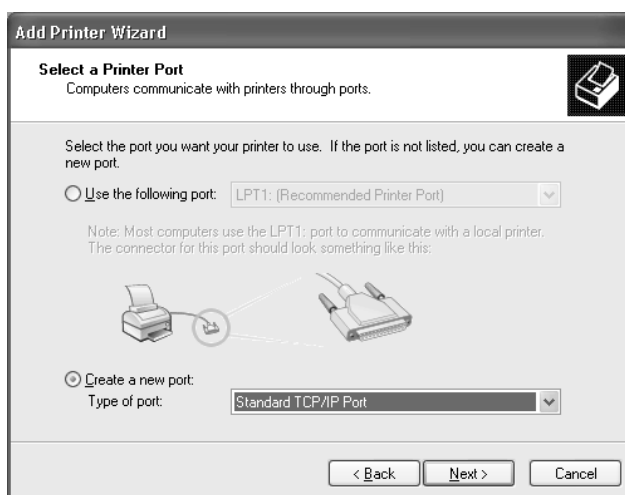 Add Printer Wizard
Select a Printer Port
Computers communicate with printers through ports.
Select the port you want your printer to use. If the port is not listed, you can create a
new port.
Use the following port: LPT1: (Recommended Printer Port)
Note: Most computers use the LPT1: port to communicate with a local printer.
The connector for this port should look something like this:
Create a new port:
Type of port: Standard TCP/IP Port
< Back Next > Cancel